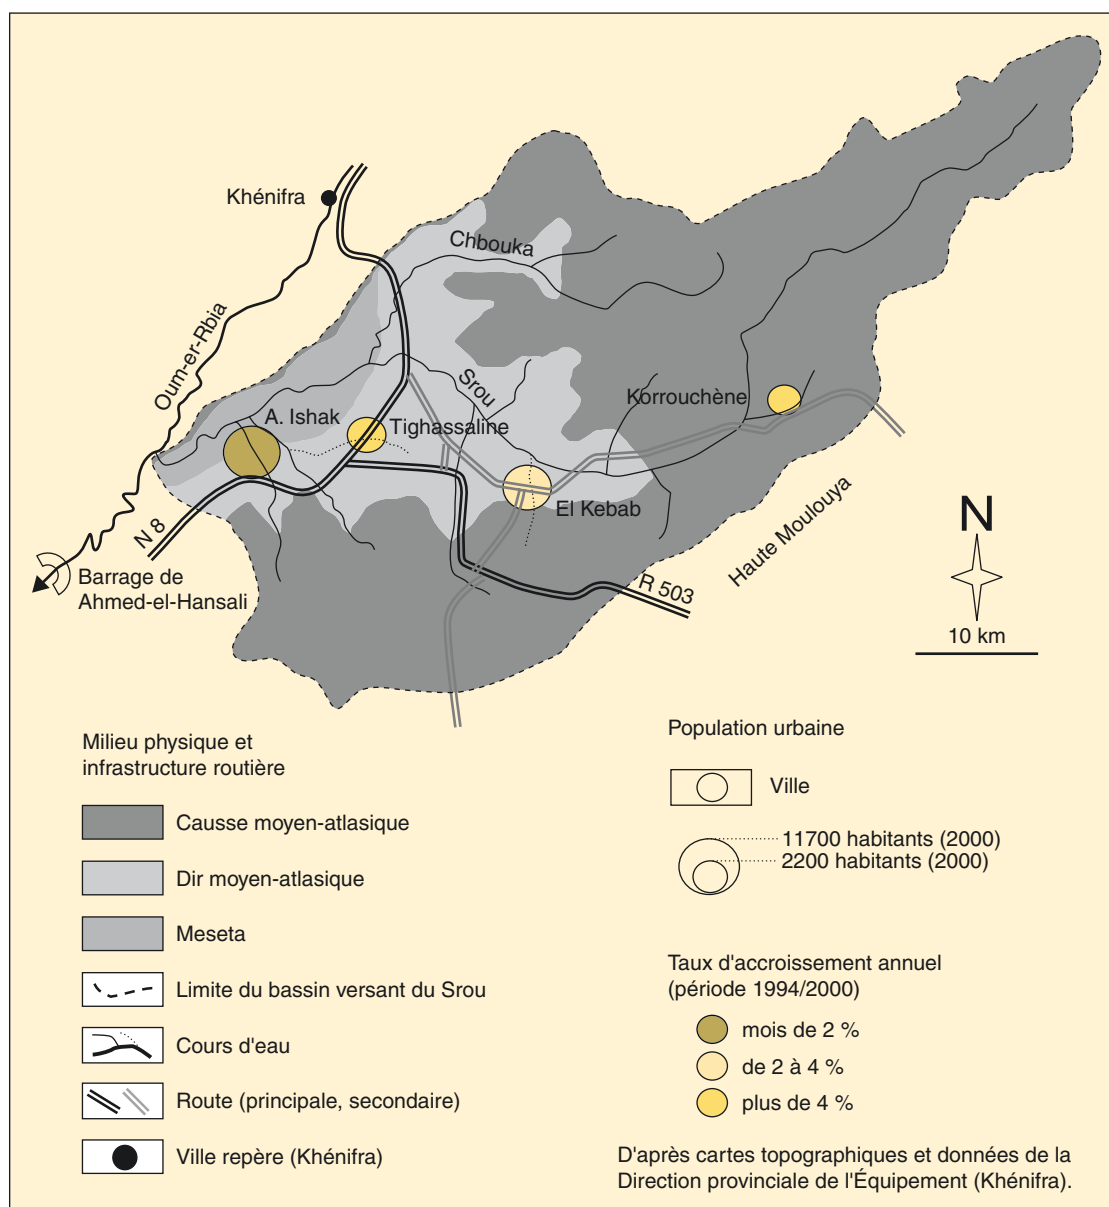 Khénifra
Chbouka
Oum-er-Rbia
Srou
Korrouchène
A. Ishak
Tighassaline
El Kebab
Haute Moulouya
N 8
R 503
Barrage de
Ahmed-el-Hansali
N
10 km
Milieu physique et
infrastructure routière
Causse moyen-atlasique
Dir moyen-atlasique
Meseta
Limite du bassin versant du Srou
Cours d'eau
Route (principale, secondaire)
Ville repère (Khénifra)
Population urbaine
Ville
11700 habitants (2000)
2200 habitants (2000)
Taux d'accroissement annuel
(période 1994/2000)
mois de 2 %
de 2 à 4 %
plus de 4 %
D'après cartes topographiques et données de la
Direction provinciale de l'Équipement (Khénifra).